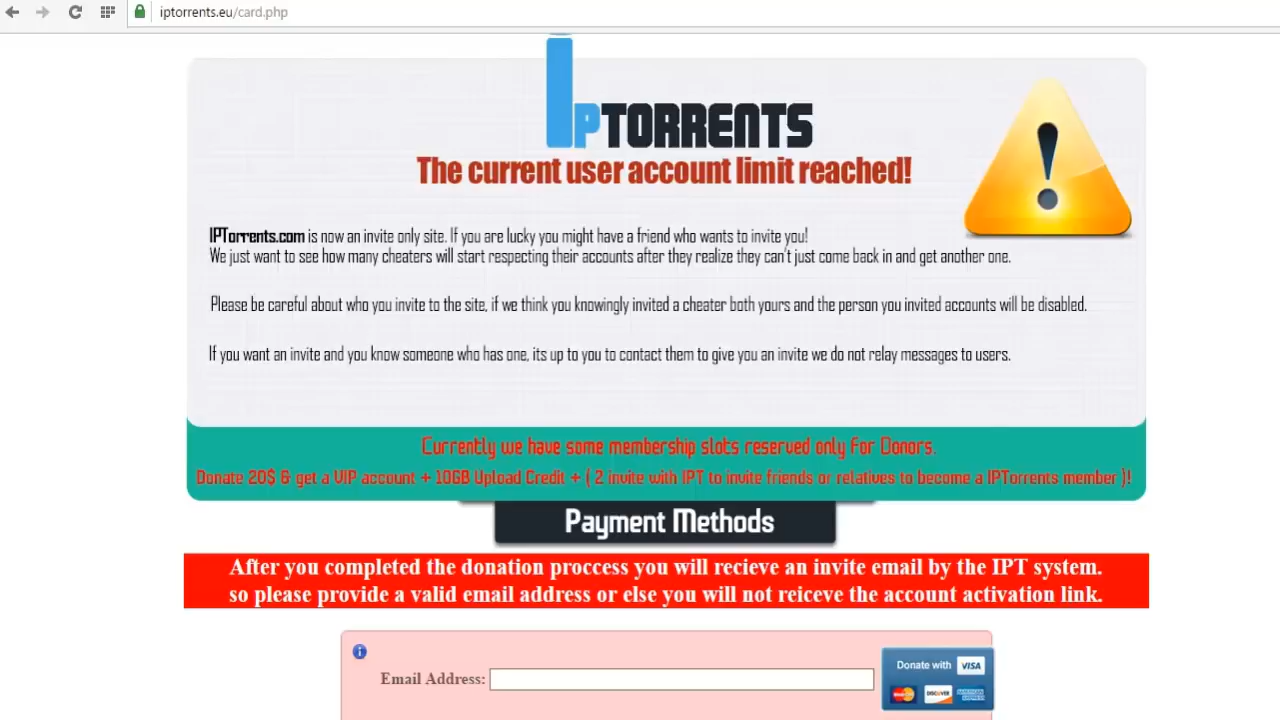 iptorrents.eu/card.php
IPTORRENTS
The current user account limit reached!
IPTorrents.com is now an invite only site. If you are lucky you might have a friend who wants to invite you!
We just want to see how many cheaters will start respecting their accounts after they realize they can't just come back in and get another one.
Please be careful about who you invite to the site, if we think you knowingly invited a cheater both yours and the person you invited accounts will be disabled.
If you want an invite and you know someone who has one, its up to you to contact them to give you an invite we do not relay messages to users.
Currently we have some membership slots reserved only for Donors.
Donate 20$ & get a VIP account + 10GB Upload Credit + ( 2 invite with IPT to invite friends or relatives to become a IPTorrents member )!
Payment Methods
After you completed the donation proccess you will recieve an invite email by the IPT system.
so please provide a valid email address or else you will not reiceve the account activation link.
Email Address:
Donate with VISA
MasterCard DISCOVER AMERICAN EXPRESS